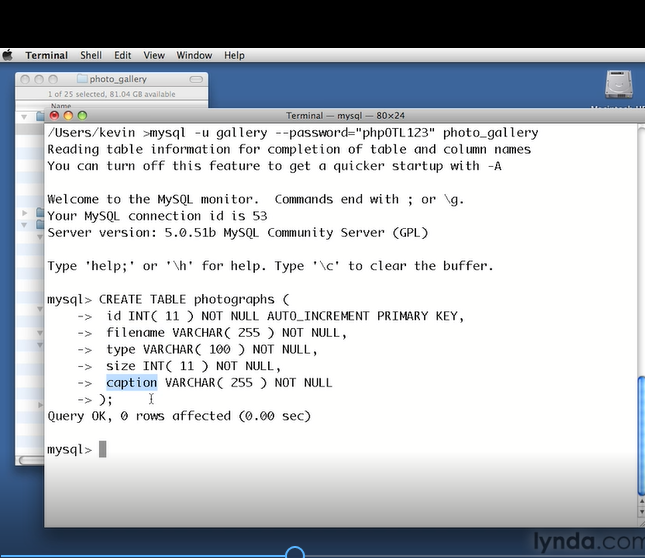 Terminal Shell Edit View Window Help
photo_gallery
1 of 25 selected, 81.04 GB available
Name
Terminal — mysql — 80×24
/Users/kevin >mysql -u gallery --password="phpOTL123" photo_gallery
Reading table information for completion of table and column names
You can turn off this feature to get a quicker startup with -A
Welcome to the MySQL monitor.  Commands end with ; or \g.
Your MySQL connection id is 53
Server version: 5.0.51b MySQL Community Server (GPL)
Type 'help;' or '\h' for help. Type '\c' to clear the buffer.
mysql> CREATE TABLE photographs (
    ->  id INT( 11 ) NOT NULL AUTO_INCREMENT PRIMARY KEY,
    ->  filename VARCHAR( 255 ) NOT NULL,
    ->  type VARCHAR( 100 ) NOT NULL,
    ->  size INT( 11 ) NOT NULL,
    ->  caption VARCHAR( 255 ) NOT NULL
    -> );
Query OK, 0 rows affected (0.00 sec)
mysql>
lynda.com